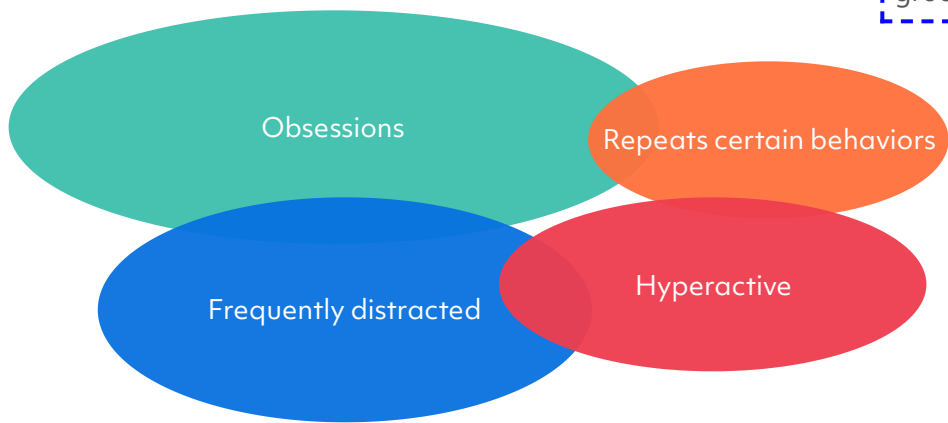 Obsessions
Repeats certain behaviors
Frequently distracted
Hyperactive